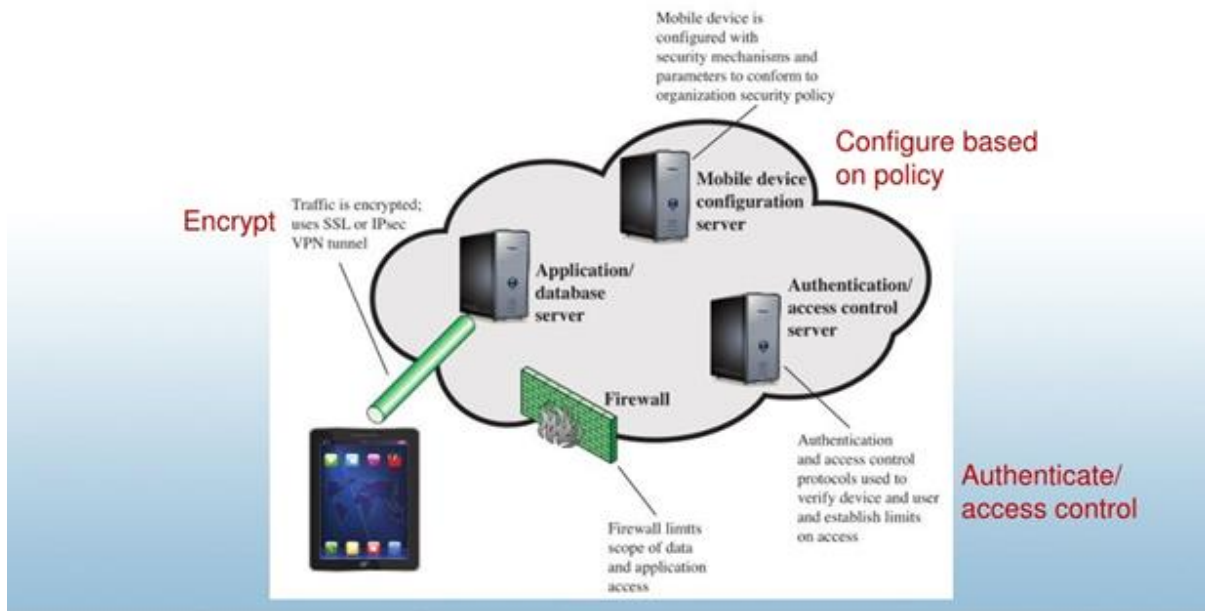 Mobile device is
configured with
security mechanisms and
parameters to conform to
organization security policy
Configure based
on policy
Mobile device
configuration
server
Encrypt
Traffic is encrypted;
uses SSL or IPsec
VPN tunnel
Application/
database
server
Authentication/
access control
server
Firewall
Authentication
and access control
protocols used to
verify device and user
and establish limits
on access
Authenticate/
access control
Firewall limtts
scope of data
and application
access